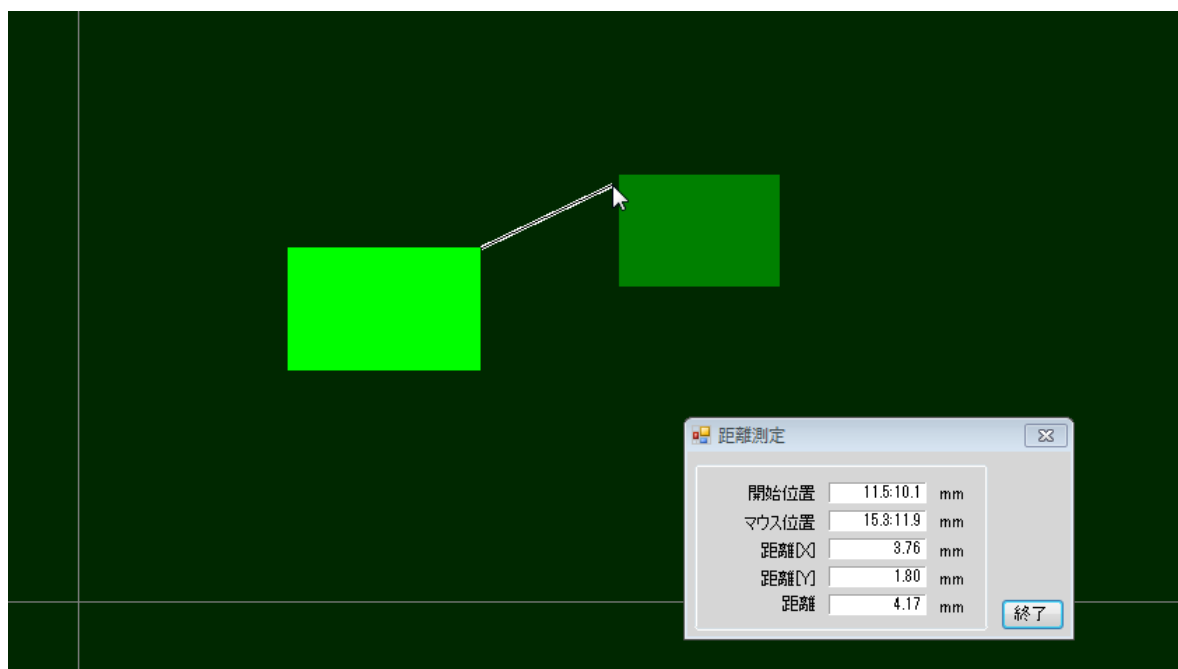 距離測定
開始位置 11.5:10.1 mm
マウス位置 15.3:11.9 mm
距離[X] 3.76 mm
距離[Y] 1.80 mm
距離 4.17 mm
終了